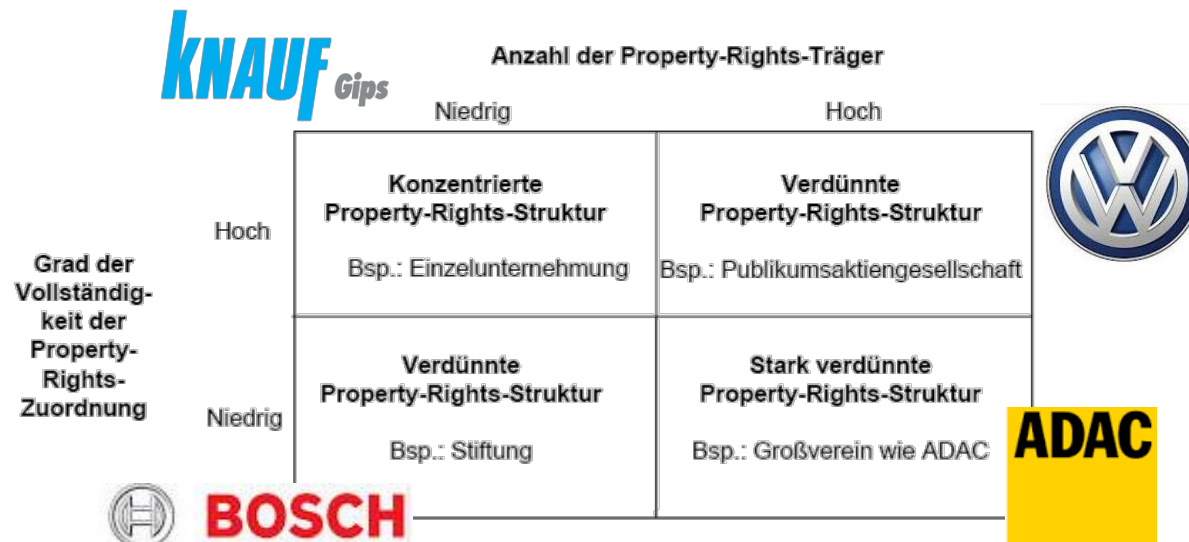 KNAUF Gips
Anzahl der Property-Rights-Träger
Niedrig
Hoch
Grad der
Vollständig-
keit der
Property-
Rights-
Zuordnung
Hoch
Konzentrierte
Property-Rights-Struktur
Bsp.: Einzelunternehmung
Verdünnte
Property-Rights-Struktur
Bsp.: Publikumsaktiengesellschaft
VW
Niedrig
Verdünnte
Property-Rights-Struktur
Bsp.: Stiftung
Stark verdünnte
Property-Rights-Struktur
Bsp.: Großverein wie ADAC
ADAC
BOSCH